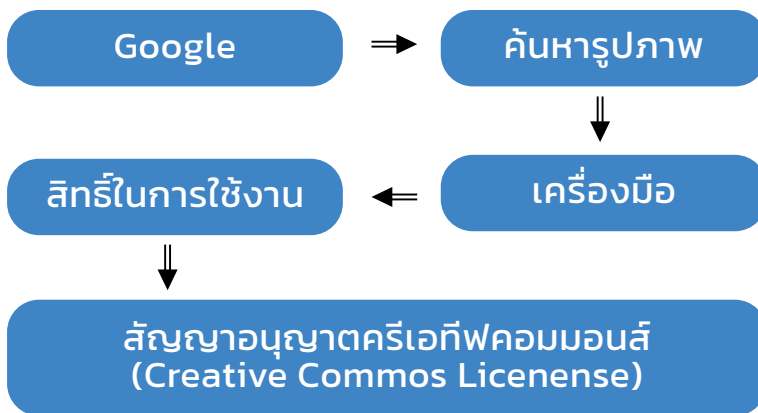 Google
ค้นหารูปภาพ
เครื่องมือ
สิทธิ์ในการใช้งาน
สัญญาอนุญาตครีเอทีฟคอมมอนส์
(Creative Commos Licenense)